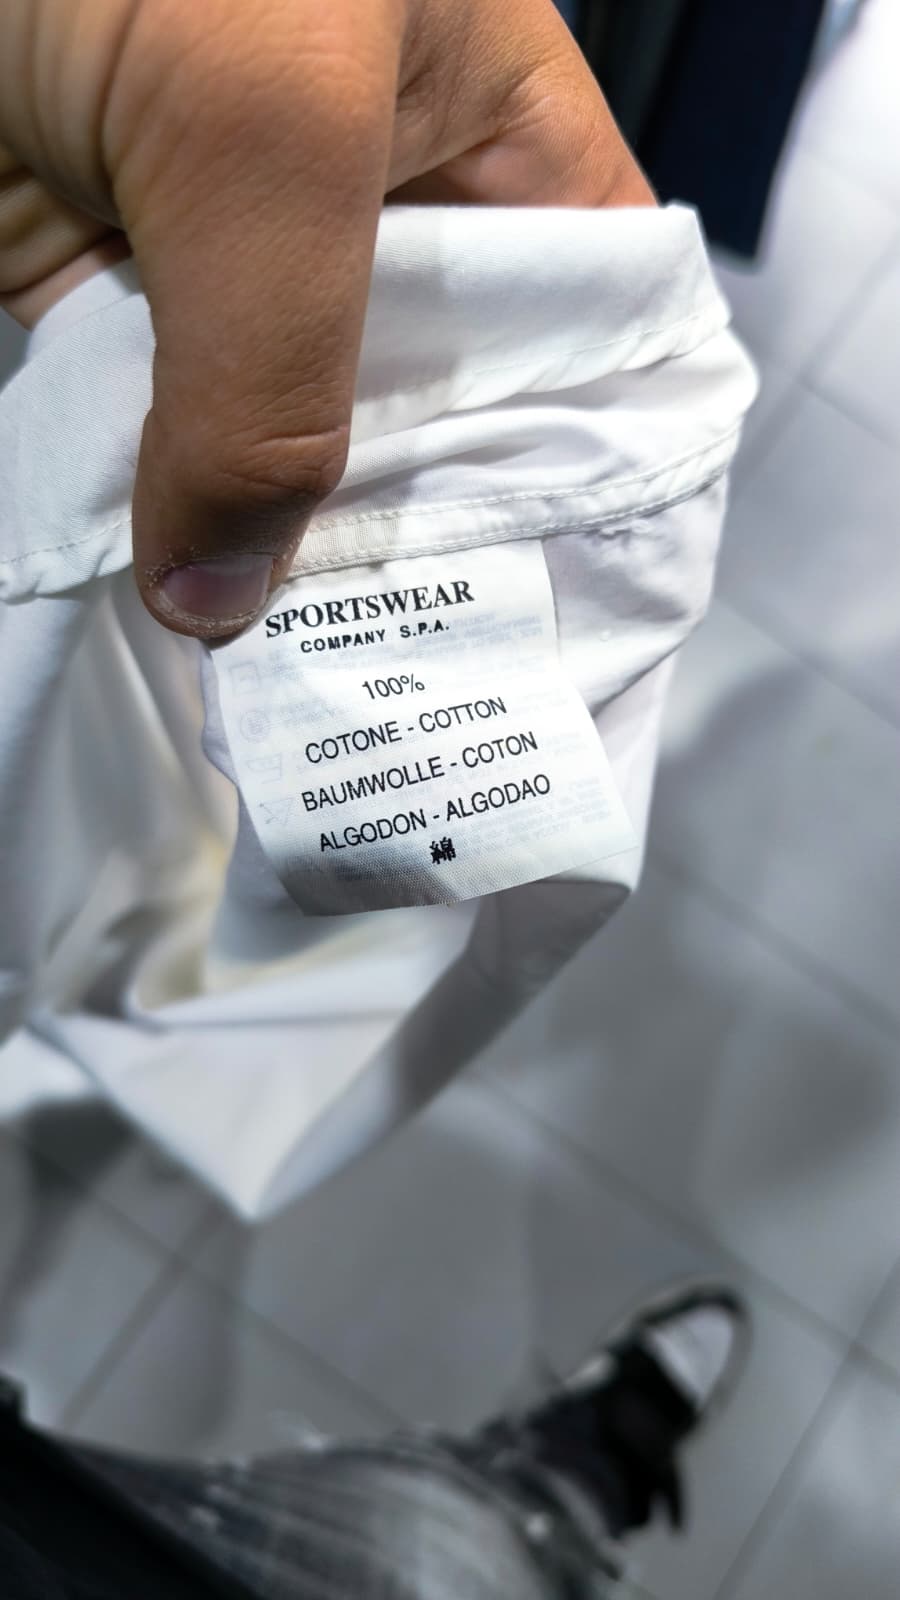 SPORTSWEAR
COMPANY S.P.A.
100%
COTONE - COTTON
BAUMWOLLE - COTON
ALGODON - ALGODAO
綿